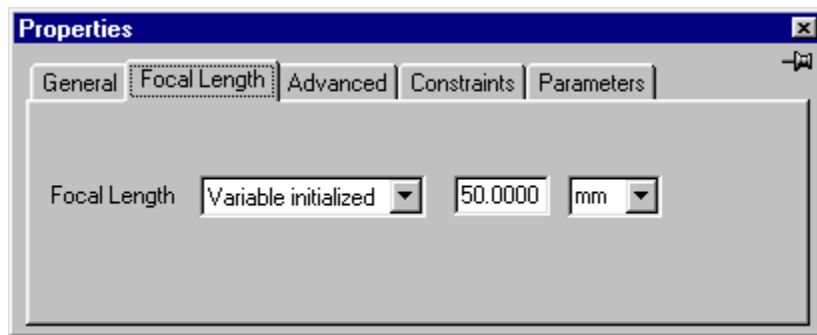 Properties
General Focal Length Advanced Constraints Parameters
Focal Length Variable initialized 50.0000 mm